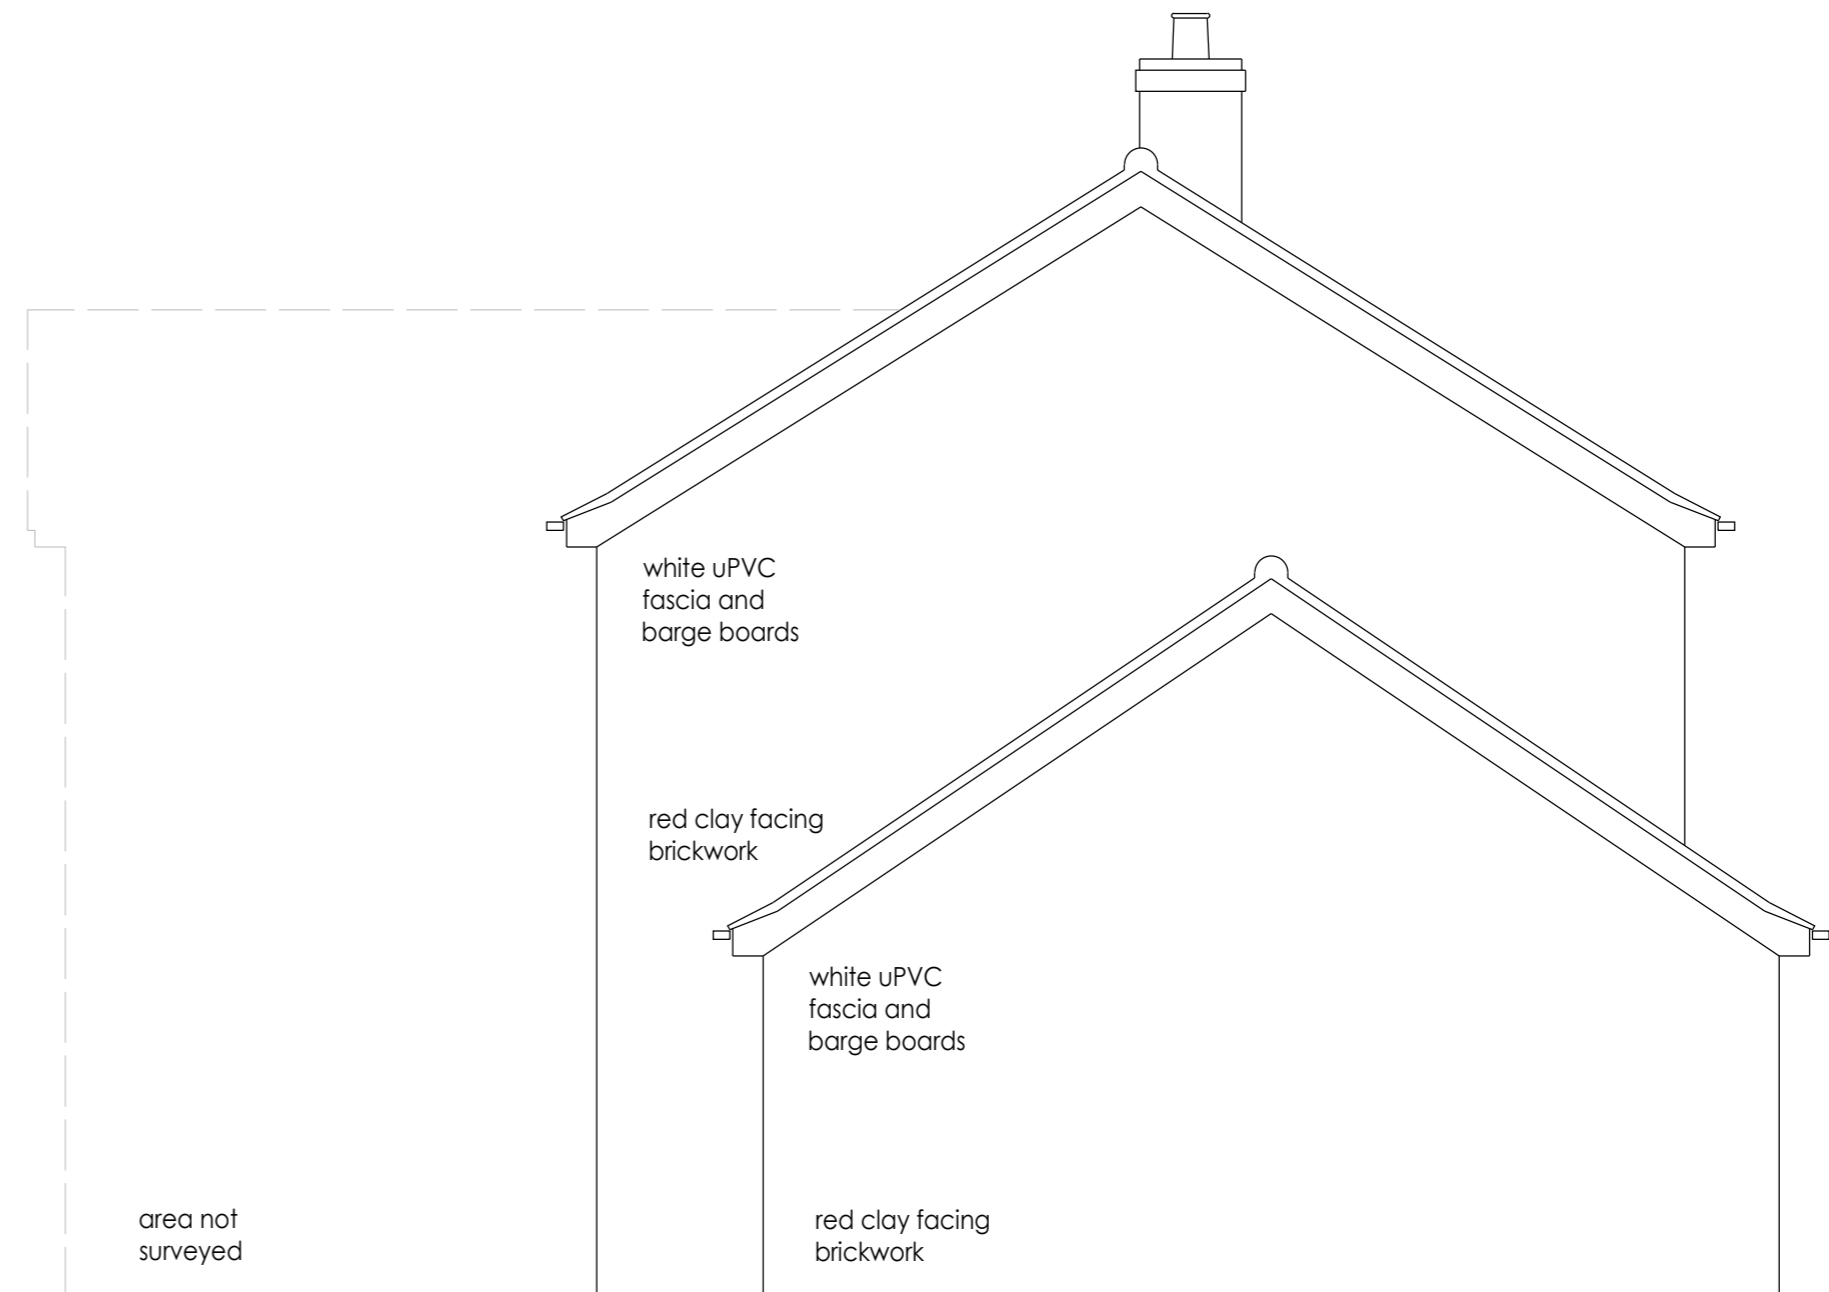 white uPVC
fascia and
barge boards
red clay facing
brickwork
white uPVC
fascia and
barge boards
area not
surveyed
red clay facing
brickwork